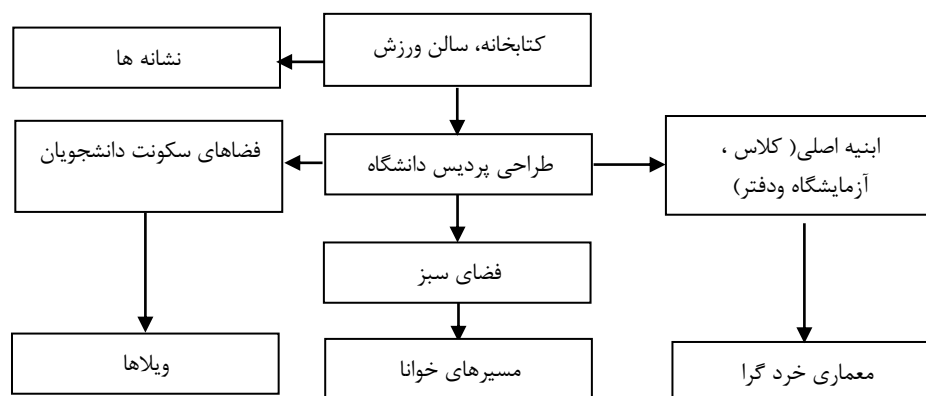 کتابخانه، سالن ورزش
نشانه ها
ابنیه اصلی( کلاس ،
آزمایشگاه ودفتر)
طراحی پردیس دانشگاه
فضاهای سکونت دانشجویان
فضای سبز
معماری خرد گرا
مسیرهای خوانا
ویلاها